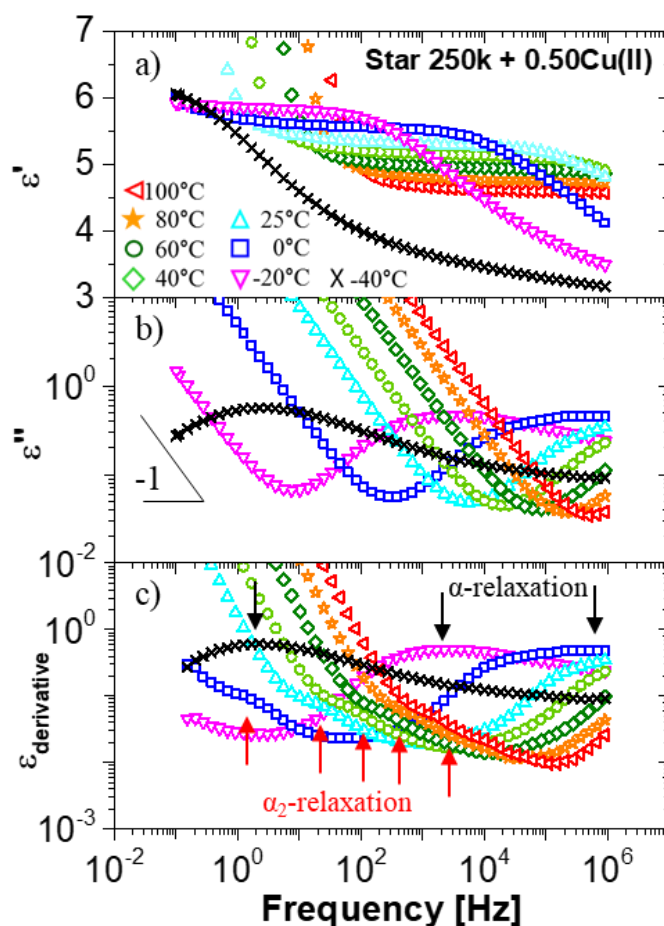 a) Star 250k + 0.50Cu(II)
ε'
7
6
5
4
3
100°C
80°C 25°C
60°C 0°C
40°C -20°C X -40°C
b)
ε''
10⁰
10⁻²
-1
c) α-relaxation
ε_derivative
10⁰
10⁻³
α₂-relaxation
10⁻² 10⁰ 10² 10⁴ 10⁶
Frequency [Hz]